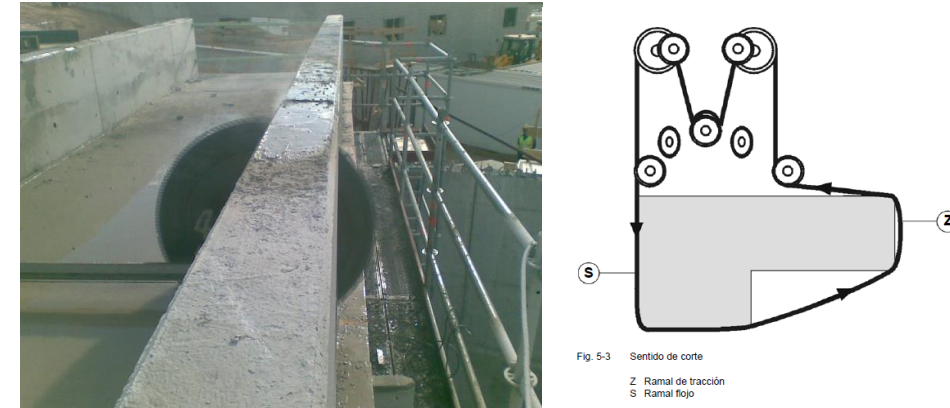 Z
S
Fig. 5-3 Sentido de corte
Z Ramal de tracción
S Ramal flojo